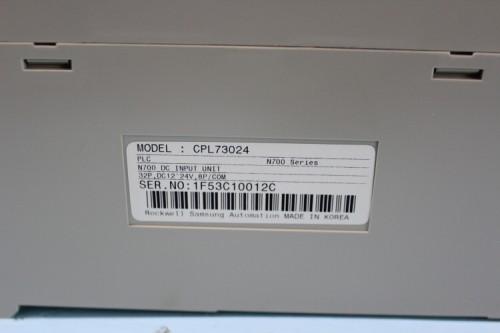 MODEL : CPL73024
PLC N700 Series
N700 DC INPUT UNIT
32P,DC12~24V,8P/COM
SER.NO:1F53C10012C
Rockwell Samsung Automation MADE IN KOREA